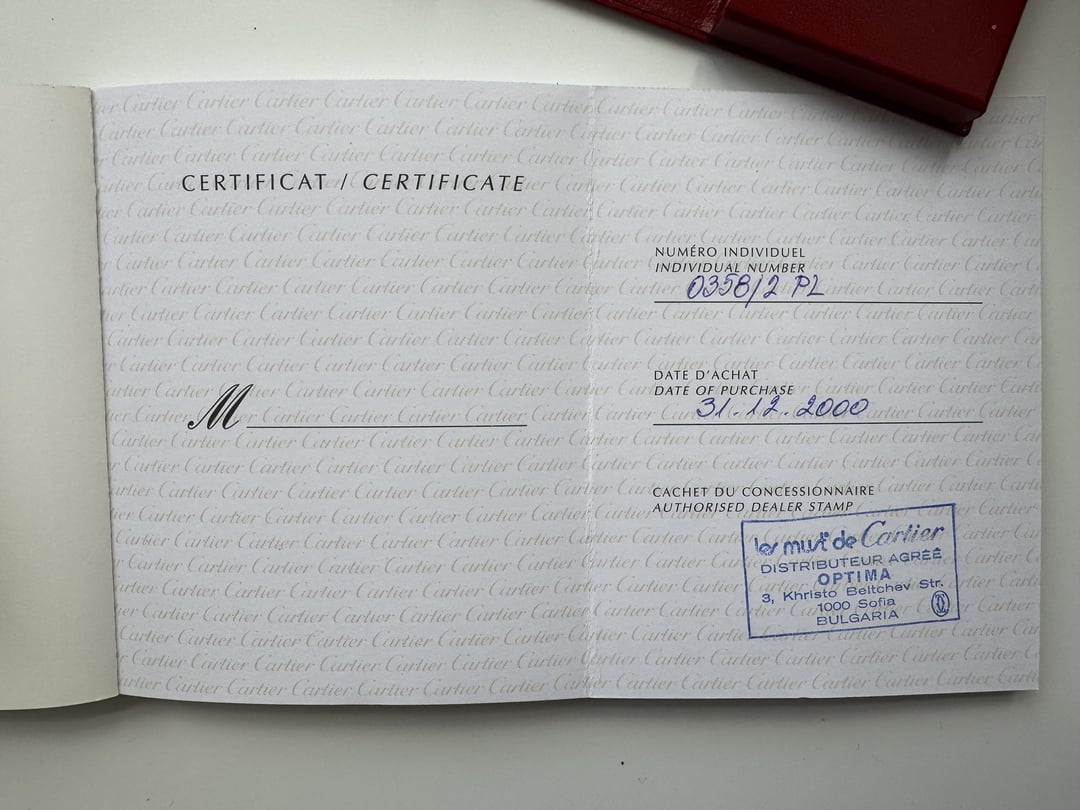 CERTIFICAT / CERTIFICATE
M
NUMÉRO INDIVIDUEL
INDIVIDUAL NUMBER
0358/2 PL
DATE D'ACHAT
DATE OF PURCHASE
31.12.2000
CACHET DU CONCESSIONNAIRE
AUTHORISED DEALER STAMP
les must de Cartier
DISTRIBUTEUR AGRÉÉ
OPTIMA
3, Khristo Beltchev Str.
1000 Sofia
BULGARIA